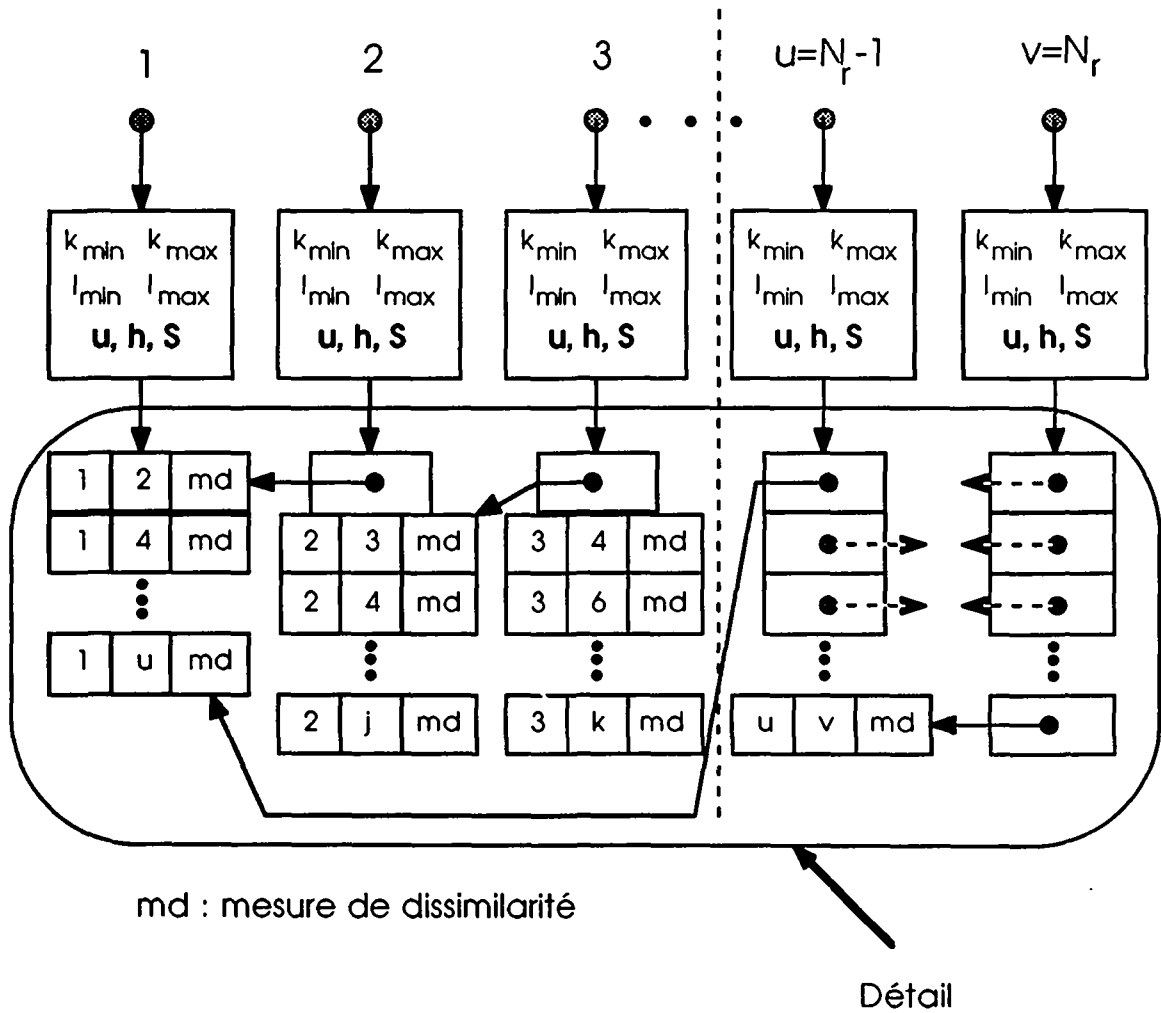 1 2 3 u=N_r-1 v=N_r
k_min k_max k_min k_max k_min k_max k_min k_max k_min k_max
l_min l_max l_min l_max l_min l_max l_min l_max l_min l_max
u, h, S u, h, S u, h, S u, h, S u, h, S
1 2 md
1 4 md 2 3 md 3 4 md
2 4 md 3 6 md
1 u md
2 j md 3 k md u v md
md : mesure de dissimilarité
Détail